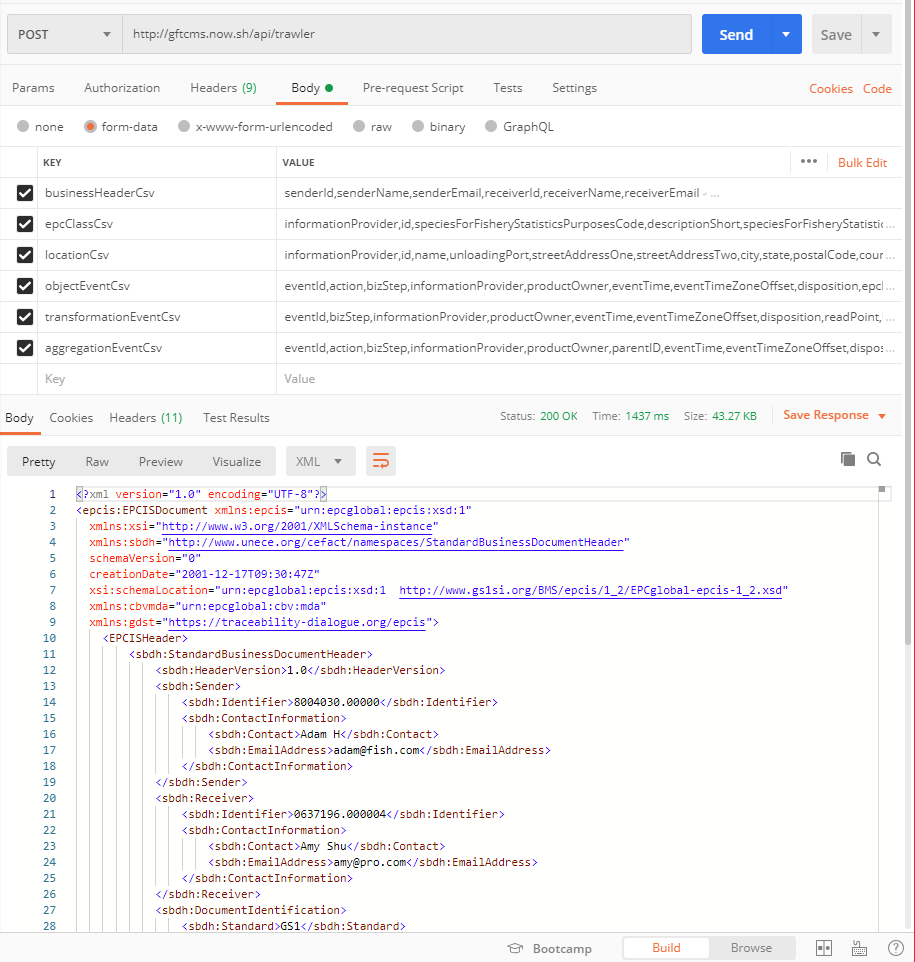 POST http://gftcms.now.sh/api/trawler Send Save
Params Authorization Headers (9) Body Pre-request Script Tests Settings Cookies Code
none form-data x-www-form-urlencoded raw binary GraphQL
KEY VALUE ••• Bulk Edit
businessHeaderCsv senderId,senderName,senderEmail,receiverId,receiverName,receiverEmail - ...
epcClassCsv informationProvider,id,speciesForFisheryStatisticsPurposesCode,descriptionShort,speciesForFisheryStatistic...
locationCsv informationProvider,id,name,unloadingPort,streetAddressOne,streetAddressTwo,city,state,postalCode,cour...
objectEventCsv eventId,action,bizStep,informationProvider,productOwner,eventTime,eventTimeZoneOffset,disposition,epcl...
transformationEventCsv eventId,bizStep,informationProvider,productOwner,eventTime,eventTimeZoneOffset,disposition,readPoint,...
aggregationEventCsv eventId,action,bizStep,informationProvider,productOwner,parentID,eventTime,eventTimeZoneOffset,dispos...
Key Value
Body Cookies Headers (11) Test Results Status: 200 OK Time: 1437 ms Size: 43.27 KB Save Response
Pretty Raw Preview Visualize XML
1 <?xml version="1.0" encoding="UTF-8"?>
2 <epcis:EPCISDocument xmlns:epcis="urn:epcglobal:epcis:xsd:1"
3 xmlns:xsi="http://www.w3.org/2001/XMLSchema-instance"
4 xmlns:sbdh="http://www.unece.org/cefact/namespaces/StandardBusinessDocumentHeader"
5 schemaVersion="0"
6 creationDate="2001-12-17T09:30:47Z"
7 xsi:schemaLocation="urn:epcglobal:epcis:xsd:1 http://www.gs1si.org/BMS/epcis/1_2/EPCglobal-epcis-1_2.xsd"
8 xmlns:cbvmda="urn:epcglobal:cbv:mda"
9 xmlns:gdst="https://traceability-dialogue.org/epcis">
10 <EPCISHeader>
11 <sbdh:StandardBusinessDocumentHeader>
12 <sbdh:HeaderVersion>1.0</sbdh:HeaderVersion>
13 <sbdh:Sender>
14 <sbdh:Identifier>8004030.00000</sbdh:Identifier>
15 <sbdh:ContactInformation>
16 <sbdh:Contact>Adam H</sbdh:Contact>
17 <sbdh:EmailAddress>adam@fish.com</sbdh:EmailAddress>
18 </sbdh:ContactInformation>
19 </sbdh:Sender>
20 <sbdh:Receiver>
21 <sbdh:Identifier>0637196.000004</sbdh:Identifier>
22 <sbdh:ContactInformation>
23 <sbdh:Contact>Amy Shu</sbdh:Contact>
24 <sbdh:EmailAddress>amy@pro.com</sbdh:EmailAddress>
25 </sbdh:ContactInformation>
26 </sbdh:Receiver>
27 <sbdh:DocumentIdentification>
28 <sbdh:Standard>GS1</sbdh:Standard>
Bootcamp Build Browse